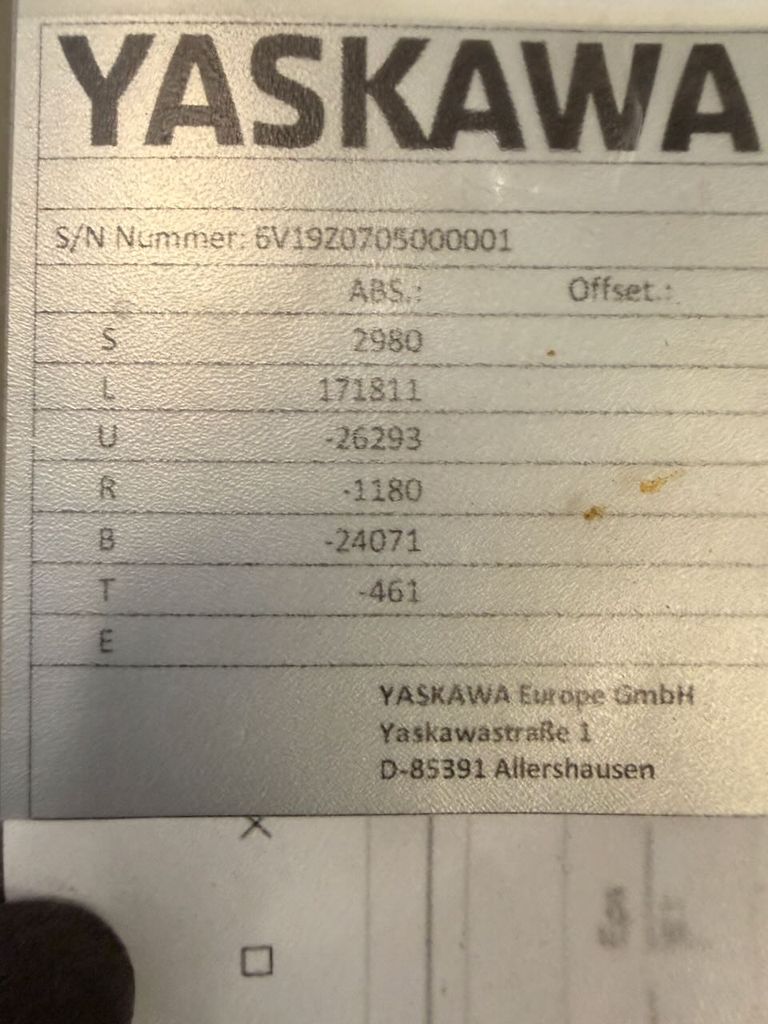 YASKAWA
S/N Nummer: 6V19Z0705000001
ABS.: Offset.:
S 2980
L 171811
U -26293
R -1180
B -24071
T -461
E
YASKAWA Europe GmbH
Yaskawastraße 1
D-85391 Allershausen